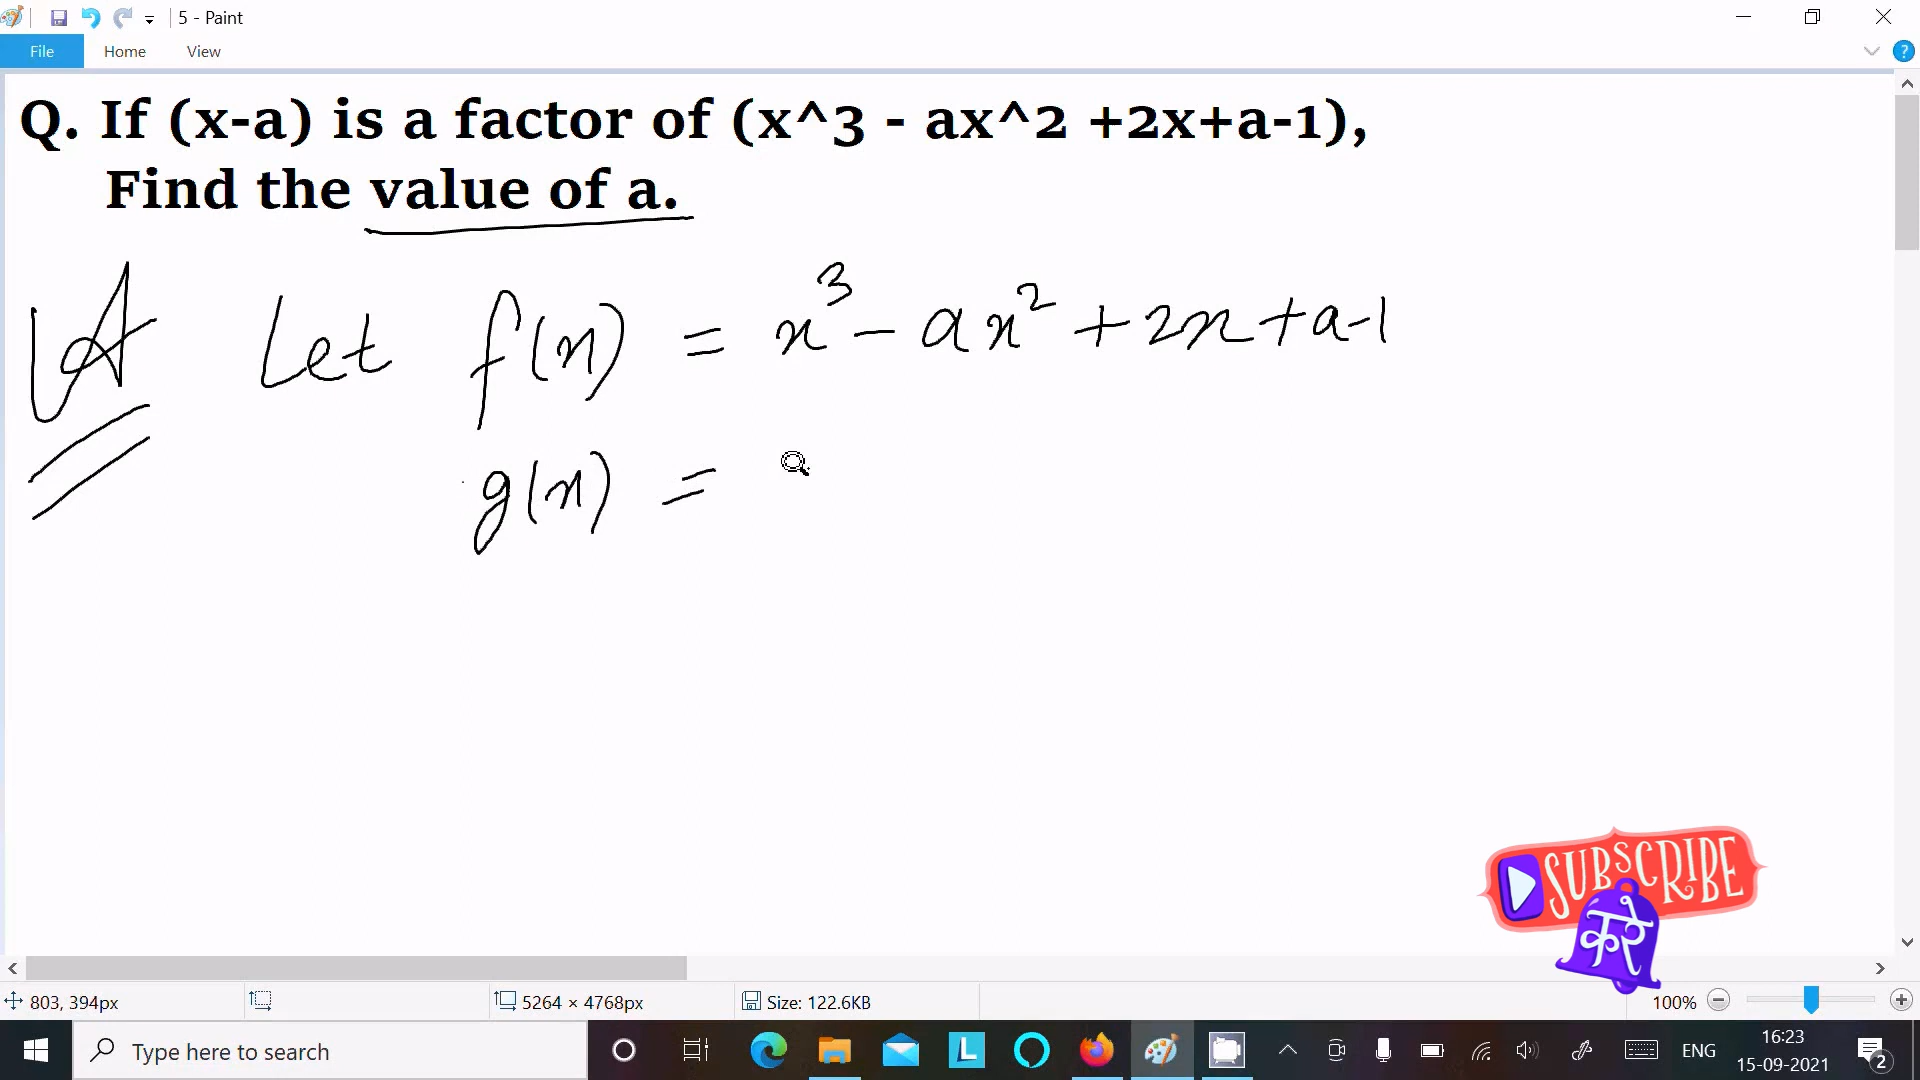 5 - Paint
File Home View
Q. If (x-a) is a factor of (x^3 - ax^2 +2x+a-1),
Find the value of a.
A Let f(x) = x³ - ax² + 2x + a-1
g(x) =
SUBSCRIBE
करे
803, 394px 5264 × 4768px Size: 122.6KB 100%
Type here to search L ENG 16:23
15-09-2021 2